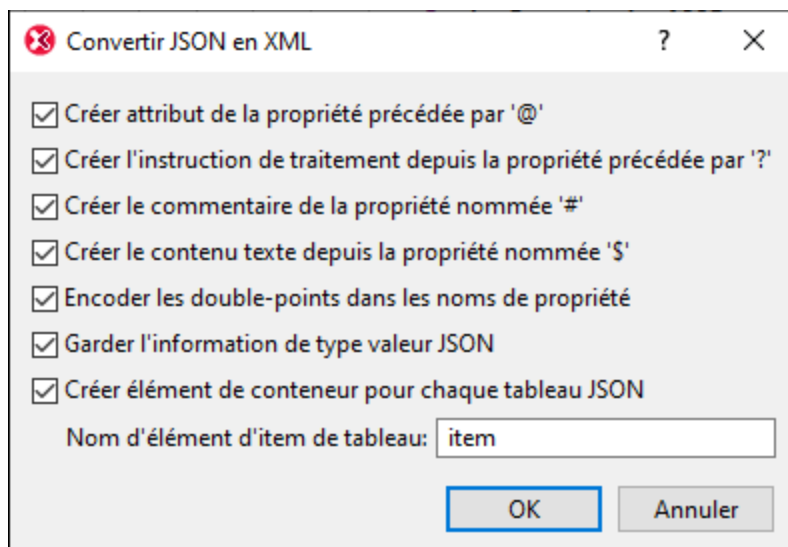 Convertir JSON en XML ?
Créer attribut de la propriété précédée par '@'
Créer l'instruction de traitement depuis la propriété précédée par '?'
Créer le commentaire de la propriété nommée '#'
Créer le contenu texte depuis la propriété nommée '$'
Encoder les double-points dans les noms de propriété
Garder l'information de type valeur JSON
Créer élément de conteneur pour chaque tableau JSON
Nom d'élément d'item de tableau: item
OK Annuler